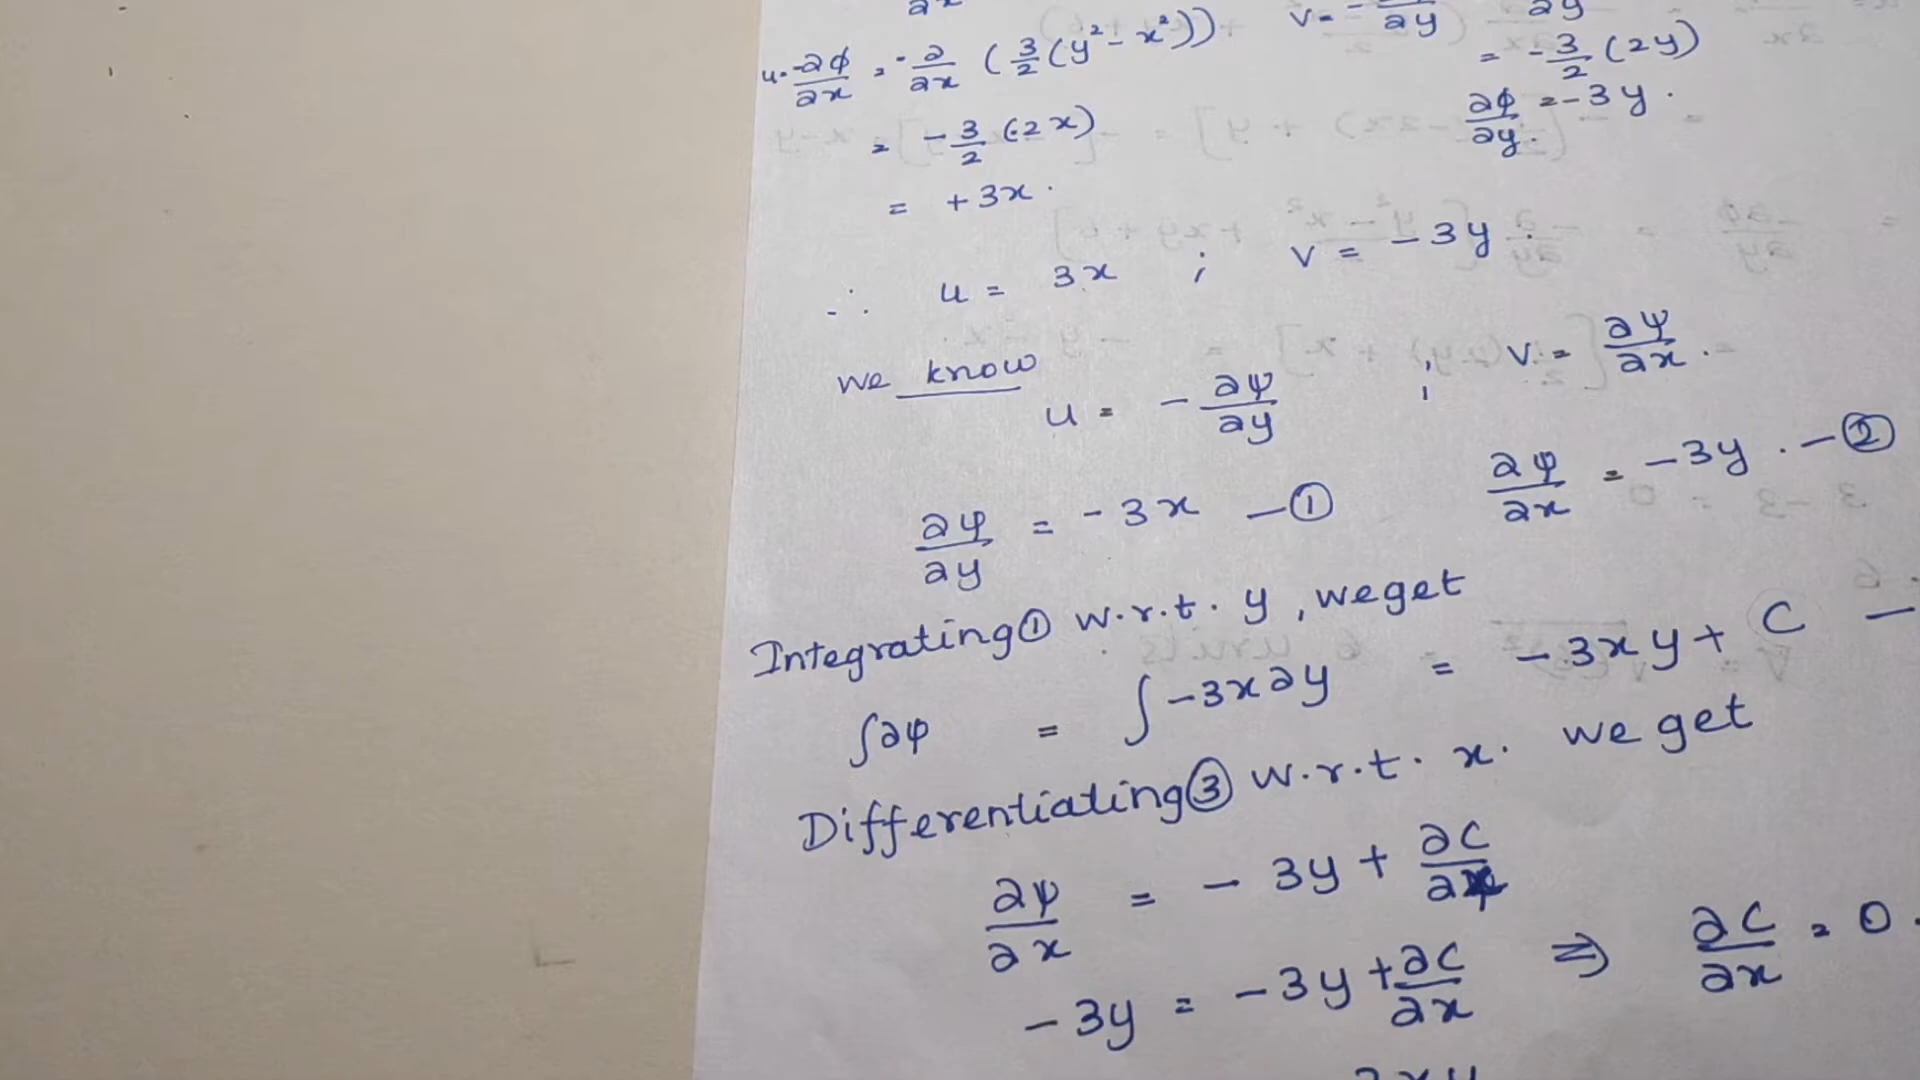 u = -∂ϕ/∂x = -∂/∂x (3/2 (y² - x²))
V = - ∂y ∂y
= -3/2 (2y)
= -3/2 (-2x)
∂ϕ/∂y = -3y.
= +3x.
∴ u = 3x ; V = -3y.
we know
u = - ∂ψ/∂y ; V = ∂ψ/∂x.
∂ψ/∂y = -3x —① ∂ψ/∂x = -3y. —②
Integrating① w.r.t. y, we get
∫∂ψ = ∫-3x∂y = -3xy + C —
Differentiating③ w.r.t. x. we get
∂ψ/∂x = - 3y + ∂C/∂x
-3y = -3y + ∂C/∂x ⇒ ∂C/∂x = 0.